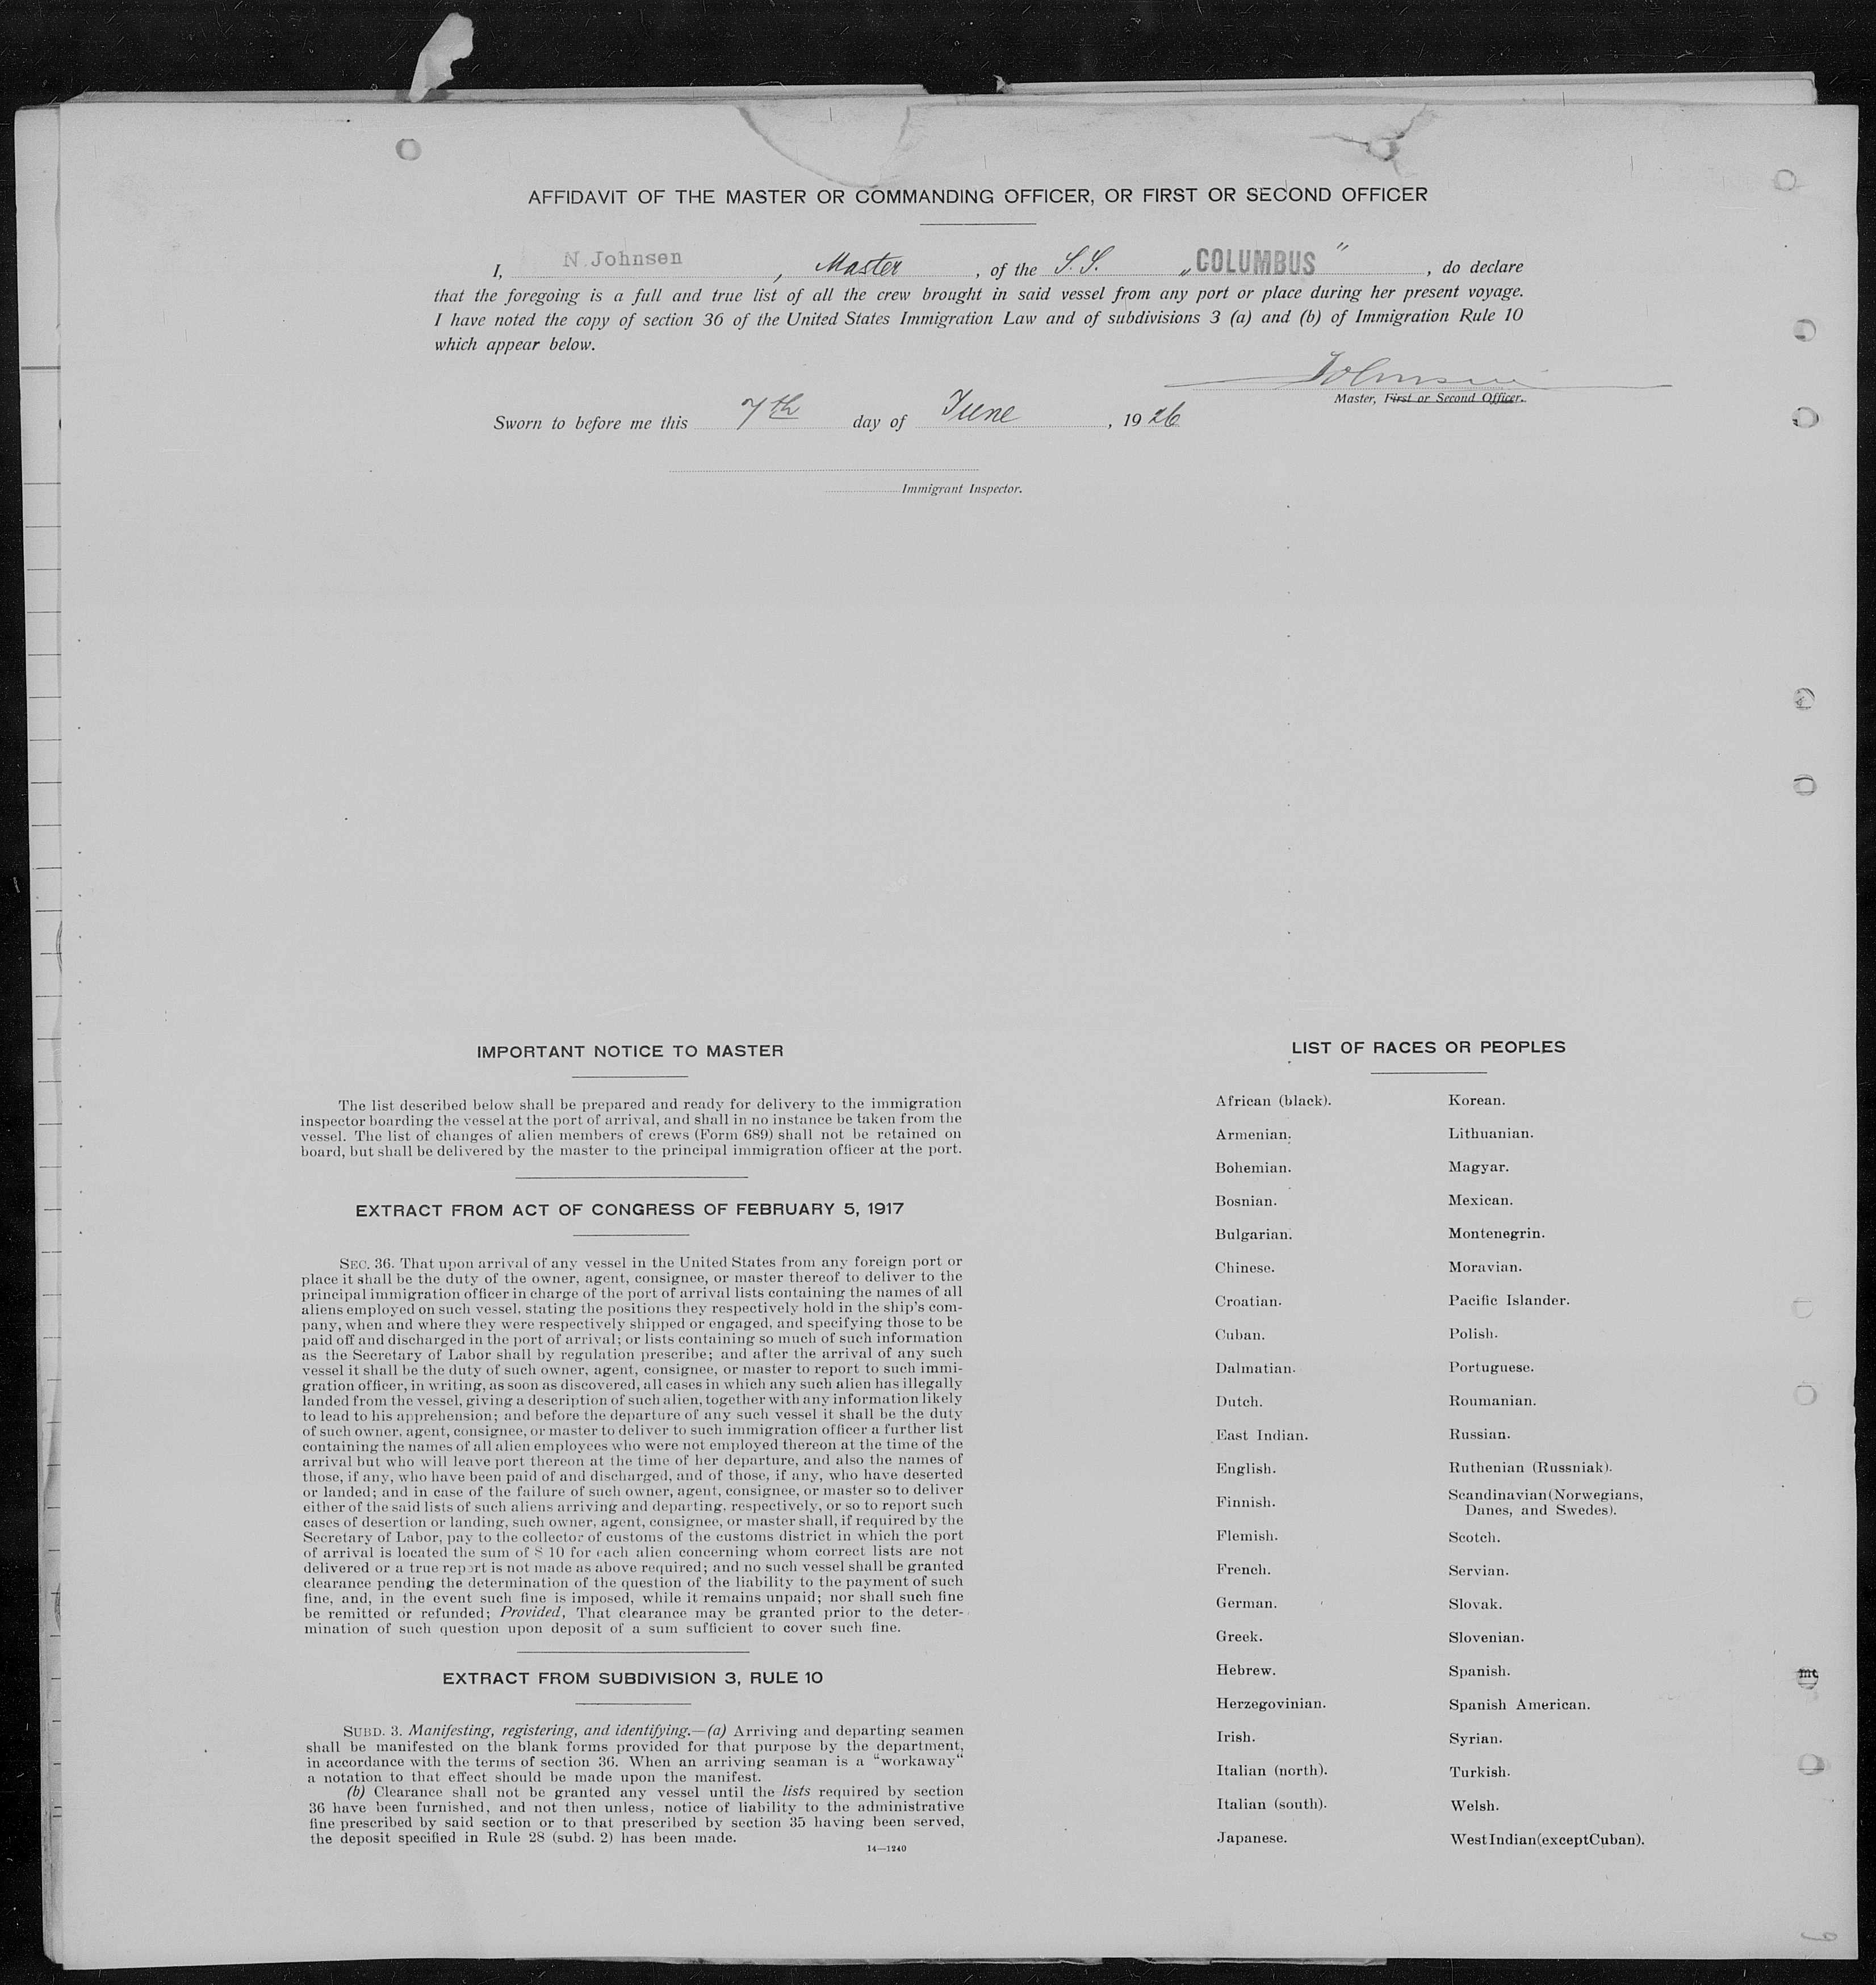 AFFIDAVIT OF THE MASTER OR COMMANDING OFFICER, OR FIRST OR SECOND OFFICER
I, N. Johnsen, Master, of the S.S. „COLUMBUS", do declare
that the foregoing is a full and true list of all the crew brought in said vessel from any port or place during her present voyage.
I have noted the copy of section 36 of the United States Immigration Law and of subdivisions 3 (a) and (b) of Immigration Rule 10
which appear below.
Johnsen
Master, First or Second Officer.
Sworn to before me this 7th day of June, 1926
Immigrant Inspector.
IMPORTANT NOTICE TO MASTER
The list described below shall be prepared and ready for delivery to the immigration
inspector boarding the vessel at the port of arrival, and shall in no instance be taken from the
vessel. The list of changes of alien members of crews (Form 689) shall not be retained on
board, but shall be delivered by the master to the principal immigration officer at the port.
EXTRACT FROM ACT OF CONGRESS OF FEBRUARY 5, 1917
SEC. 36. That upon arrival of any vessel in the United States from any foreign port or
place it shall be the duty of the owner, agent, consignee, or master thereof to deliver to the
principal immigration officer in charge of the port of arrival lists containing the names of all
aliens employed on such vessel, stating the positions they respectively hold in the ship's com-
pany, when and where they were respectively shipped or engaged, and specifying those to be
paid off and discharged in the port of arrival; or lists containing so much of such information
as the Secretary of Labor shall by regulation prescribe; and after the arrival of any such
vessel it shall be the duty of such owner, agent, consignee, or master to report to such immi-
gration officer, in writing, as soon as discovered, all cases in which any such alien has illegally
landed from the vessel, giving a description of such alien, together with any information likely
to lead to his apprehension; and before the departure of any such vessel it shall be the duty
of such owner, agent, consignee, or master to deliver to such immigration officer a further list
containing the names of all alien employees who were not employed thereon at the time of the
arrival but who will leave port thereon at the time of her departure, and also the names of
those, if any, who have been paid of and discharged, and of those, if any, who have deserted
or landed; and in case of the failure of such owner, agent, consignee, or master so to deliver
either of the said lists of such aliens arriving and departing, respectively, or so to report such
cases of desertion or landing, such owner, agent, consignee, or master shall, if required by the
Secretary of Labor, pay to the collector of customs of the customs district in which the port
of arrival is located the sum of $ 10 for each alien concerning whom correct lists are not
delivered or a true report is not made as above required; and no such vessel shall be granted
clearance pending the determination of the question of the liability to the payment of such
fine, and, in the event such fine is imposed, while it remains unpaid; nor shall such fine
be remitted or refunded; Provided, That clearance may be granted prior to the deter-
mination of such question upon deposit of a sum sufficient to cover such fine.
EXTRACT FROM SUBDIVISION 3, RULE 10
SUBD. 3. Manifesting, registering, and identifying.—(a) Arriving and departing seamen
shall be manifested on the blank forms provided for that purpose by the department,
in accordance with the terms of section 36. When an arriving seaman is a "workaway"
a notation to that effect should be made upon the manifest.
(b) Clearance shall not be granted any vessel until the lists required by section
36 have been furnished, and not then unless, notice of liability to the administrative
fine prescribed by said section or to that prescribed by section 35 having been served,
the deposit specified in Rule 28 (subd. 2) has been made.
14—1240
LIST OF RACES OR PEOPLES
African (black).
Armenian.
Bohemian.
Bosnian.
Bulgarian.
Chinese.
Croatian.
Cuban.
Dalmatian.
Dutch.
East Indian.
English.
Finnish.
Flemish.
French.
German.
Greek.
Hebrew.
Herzegovinian.
Irish.
Italian (north).
Italian (south).
Japanese.
Korean.
Lithuanian.
Magyar.
Mexican.
Montenegrin.
Moravian.
Pacific Islander.
Polish.
Portuguese.
Roumanian.
Russian.
Ruthenian (Russniak).
Scandinavian (Norwegians,
Danes, and Swedes).
Scotch.
Servian.
Slovak.
Slovenian.
Spanish.
Spanish American.
Syrian.
Turkish.
Welsh.
West Indian (except Cuban).